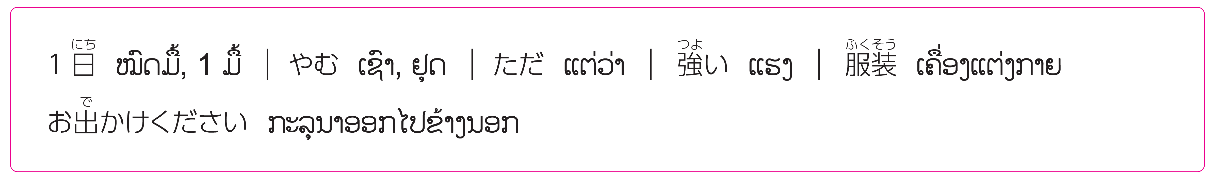 1日 ໝົດມື້, 1 ມື້ | やむ ເຊົາ, ຢຸດ | ただ ແຕ່ວ່າ | 強い ແຮງ | 服装 ເຄື່ອງແຕ່ງກາຍ
お出かけください ກະລຸນາອອກໄປຂ້າງນອກ